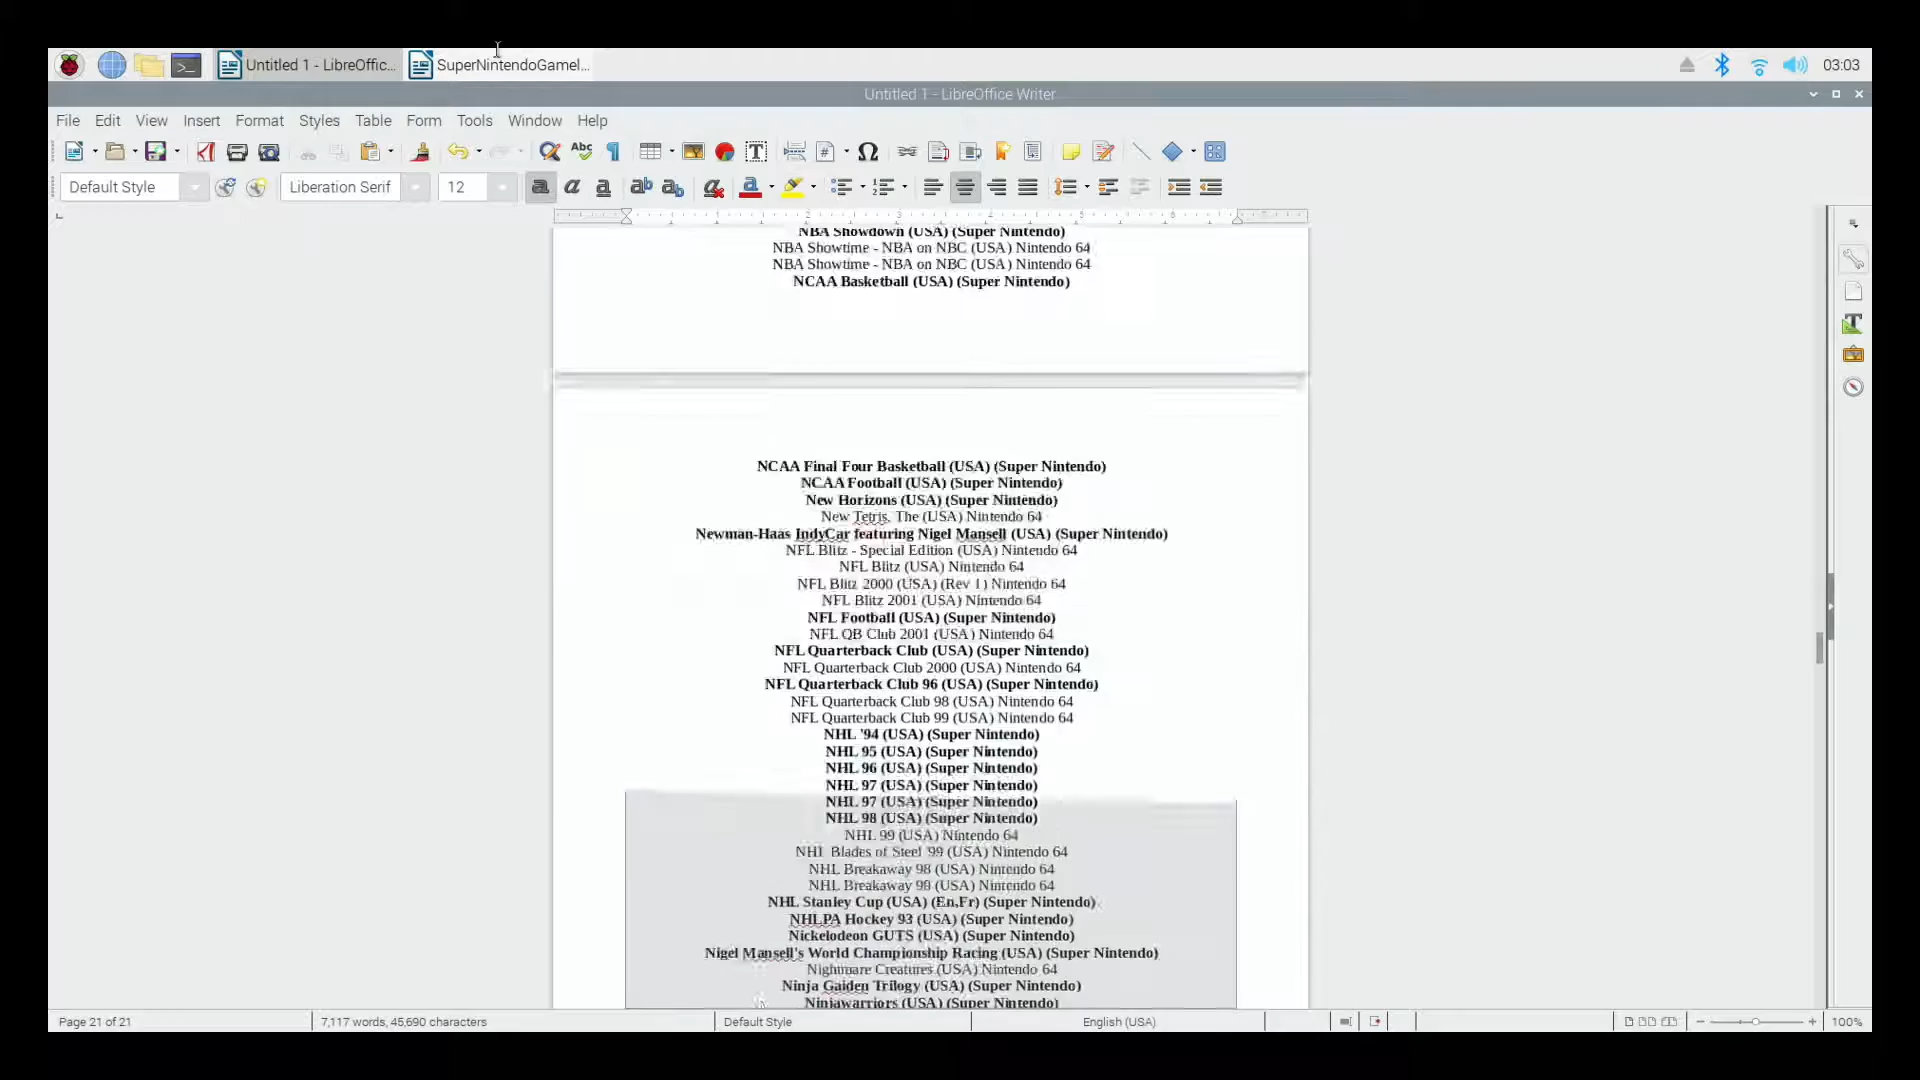 Untitled 1 - LibreOffic...
SuperNintendoGamel...
03:03
Untitled 1 - LibreOffice Writer
File Edit View Insert Format Styles Table Form Tools Window Help
Default Style
Liberation Serif
12
NBA Showdown (USA) (Super Nintendo)
NBA Showtime - NBA on NBC (USA) Nintendo 64
NBA Showtime - NBA on NBC (USA) Nintendo 64
NCAA Basketball (USA) (Super Nintendo)
NCAA Final Four Basketball (USA) (Super Nintendo)
NCAA Football (USA) (Super Nintendo)
New Horizons (USA) (Super Nintendo)
New Tetris, The (USA) Nintendo 64
Newman-Haas IndyCar featuring Nigel Mansell (USA) (Super Nintendo)
NFL Blitz - Special Edition (USA) Nintendo 64
NFL Blitz (USA) Nintendo 64
NFL Blitz 2000 (USA) (Rev 1) Nintendo 64
NFL Blitz 2001 (USA) Nintendo 64
NFL Football (USA) (Super Nintendo)
NFL QB Club 2001 (USA) Nintendo 64
NFL Quarterback Club (USA) (Super Nintendo)
NFL Quarterback Club 2000 (USA) Nintendo 64
NFL Quarterback Club 96 (USA) (Super Nintendo)
NFL Quarterback Club 98 (USA) Nintendo 64
NFL Quarterback Club 99 (USA) Nintendo 64
NHL '94 (USA) (Super Nintendo)
NHL 95 (USA) (Super Nintendo)
NHL 96 (USA) (Super Nintendo)
NHL 97 (USA) (Super Nintendo)
NHL 97 (USA) (Super Nintendo)
NHL 98 (USA) (Super Nintendo)
NHL 99 (USA) Nintendo 64
NHL Blades of Steel '99 (USA) Nintendo 64
NHL Breakaway 98 (USA) Nintendo 64
NHL Breakaway 98 (USA) Nintendo 64
NHL Stanley Cup (USA) (En,Fr) (Super Nintendo)
NHLPA Hockey 93 (USA) (Super Nintendo)
Nickelodeon GUTS (USA) (Super Nintendo)
Nigel Mansell's World Championship Racing (USA) (Super Nintendo)
Nightmare Creatures (USA) Nintendo 64
Ninja Gaiden Trilogy (USA) (Super Nintendo)
Ninjawarriors (USA) (Super Nintendo)
Page 21 of 21
7,117 words, 45,690 characters
Default Style
English (USA)
100%